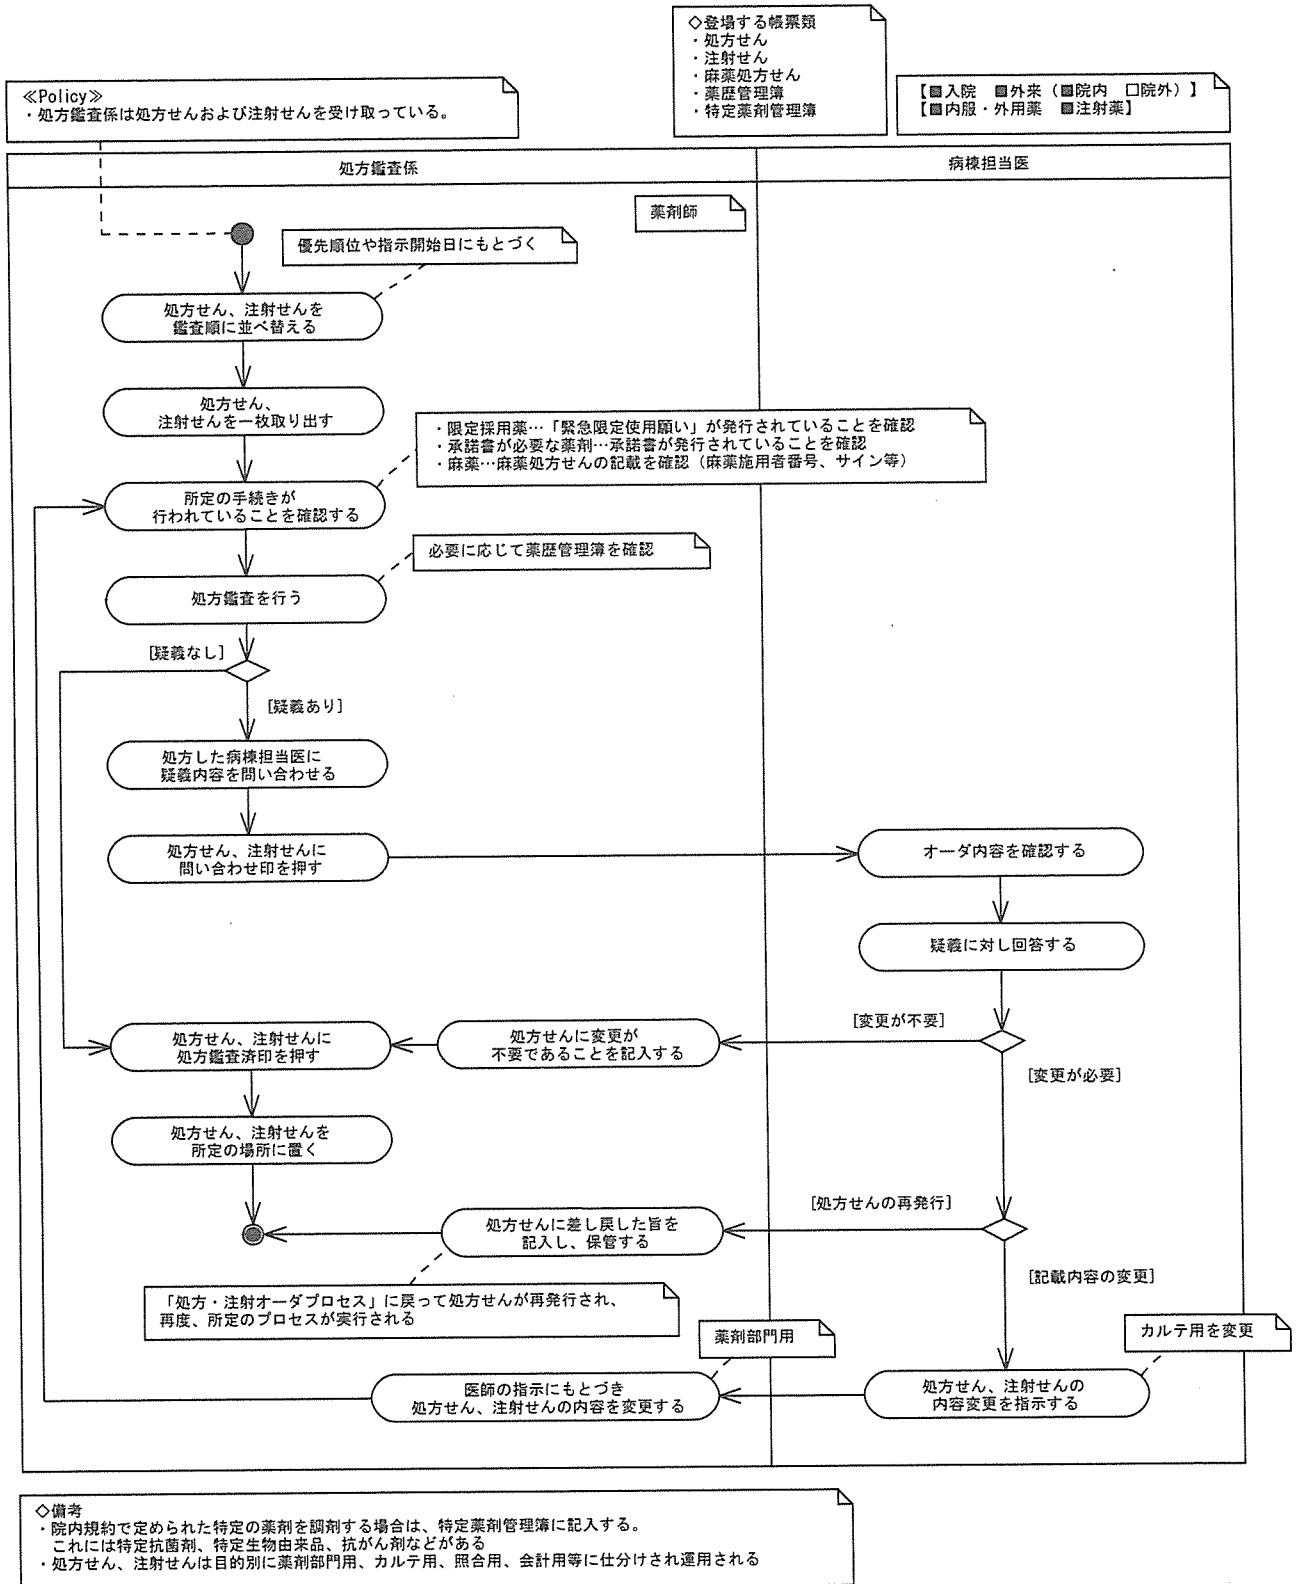 ◇登場する帳票類
・処方せん
・注射せん
・麻薬処方せん
・薬歴管理簿
・特定薬剤管理簿
≪Policy≫
・処方鑑査係は処方せんおよび注射せんを受け取っている。
【■入院　■外来（■院内　□院外）】
【■内服・外用薬　■注射薬】
処方鑑査係
病棟担当医
薬剤師
優先順位や指示開始日にもとづく
処方せん、注射せんを
鑑査順に並べ替える
処方せん、
注射せんを一枚取り出す
・限定採用薬…「緊急限定使用願い」が発行されていることを確認
・承諾書が必要な薬剤…承諾書が発行されていることを確認
・麻薬…麻薬処方せんの記載を確認（麻薬施用者番号、サイン等）
所定の手続きが
行われていることを確認する
必要に応じて薬歴管理簿を確認
処方鑑査を行う
[疑義なし]
[疑義あり]
処方した病棟担当医に
疑義内容を問い合わせる
処方せん、注射せんに
問い合わせ印を押す
オーダ内容を確認する
疑義に対し回答する
[変更が不要]
処方せん、注射せんに
処方鑑査済印を押す
処方せんに変更が
不要であることを記入する
[変更が必要]
処方せん、注射せんを
所定の場所に置く
[処方せんの再発行]
処方せんに差し戻した旨を
記入し、保管する
[記載内容の変更]
「処方・注射オーダプロセス」に戻って処方せんが再発行され、
再度、所定のプロセスが実行される
薬剤部門用
カルテ用を変更
医師の指示にもとづき
処方せん、注射せんの内容を変更する
処方せん、注射せんの
内容変更を指示する
◇備考
・院内規約で定められた特定の薬剤を調剤する場合は、特定薬剤管理簿に記入する。
これには特定抗菌剤、特定生物由来品、抗がん剤などがある
・処方せん、注射せんは目的別に薬剤部門用、カルテ用、照合用、会計用等に仕分けされ運用される